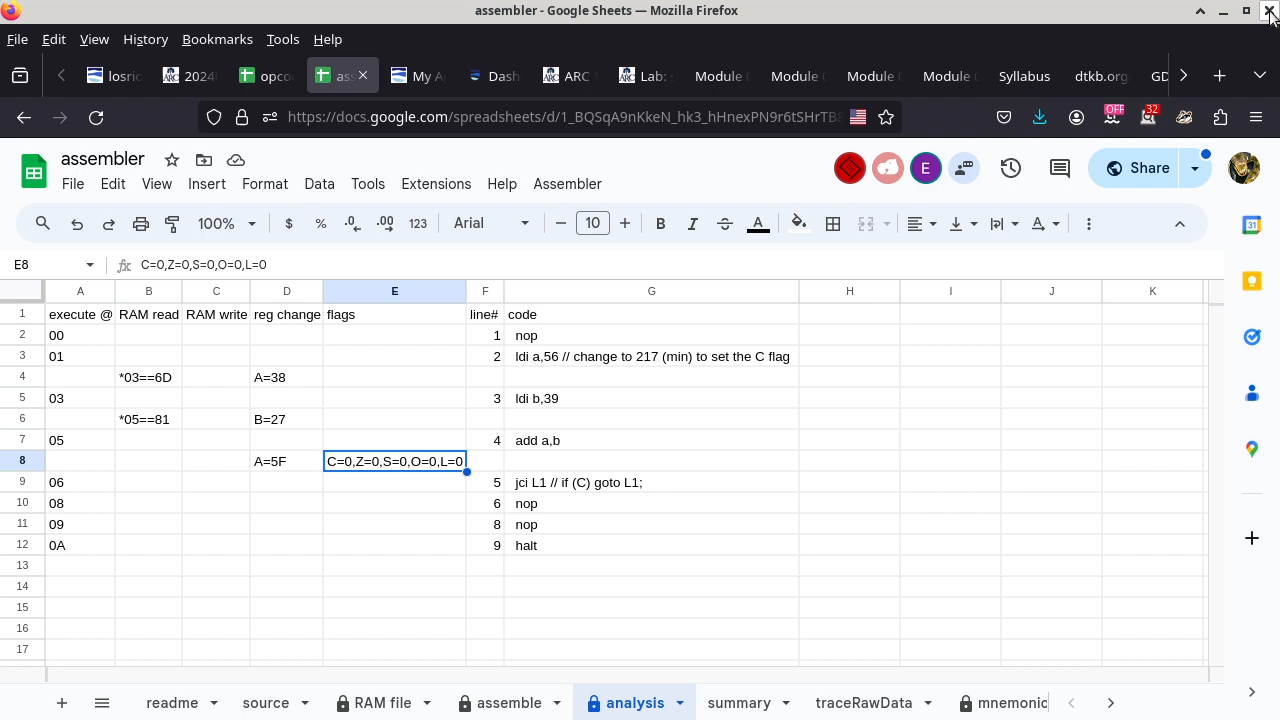 assembler - Google Sheets — Mozilla Firefox
File Edit View History Bookmarks Tools Help
losrio 2024 opco ass My A Dash ARC Lab: Module Module Module Module Syllabus dtkb.org GD
https://docs.google.com/spreadsheets/d/1_BQSqA9nKkeN_hk3_hHnexPN9r6tSHrTB OFF 32
assembler
File Edit View Insert Format Data Tools Extensions Help Assembler
E Share
100% $ % .0 .00 123 Arial 10 B I A
E8 fx C=0,Z=0,S=0,O=0,L=0
A B C D E F G H I J K
1 execute @ RAM read RAM write reg change flags line# code
2 00 1 nop
3 01 2 ldi a,56 // change to 217 (min) to set the C flag
4 *03==6D A=38
5 03 3 ldi b,39
6 *05==81 B=27
7 05 4 add a,b
8 A=5F C=0,Z=0,S=0,O=0,L=0
9 06 5 jci L1 // if (C) goto L1;
10 08 6 nop
11 09 8 nop
12 0A 9 halt
13
14
15
16
17
readme source RAM file assemble analysis summary traceRawData mnemonic